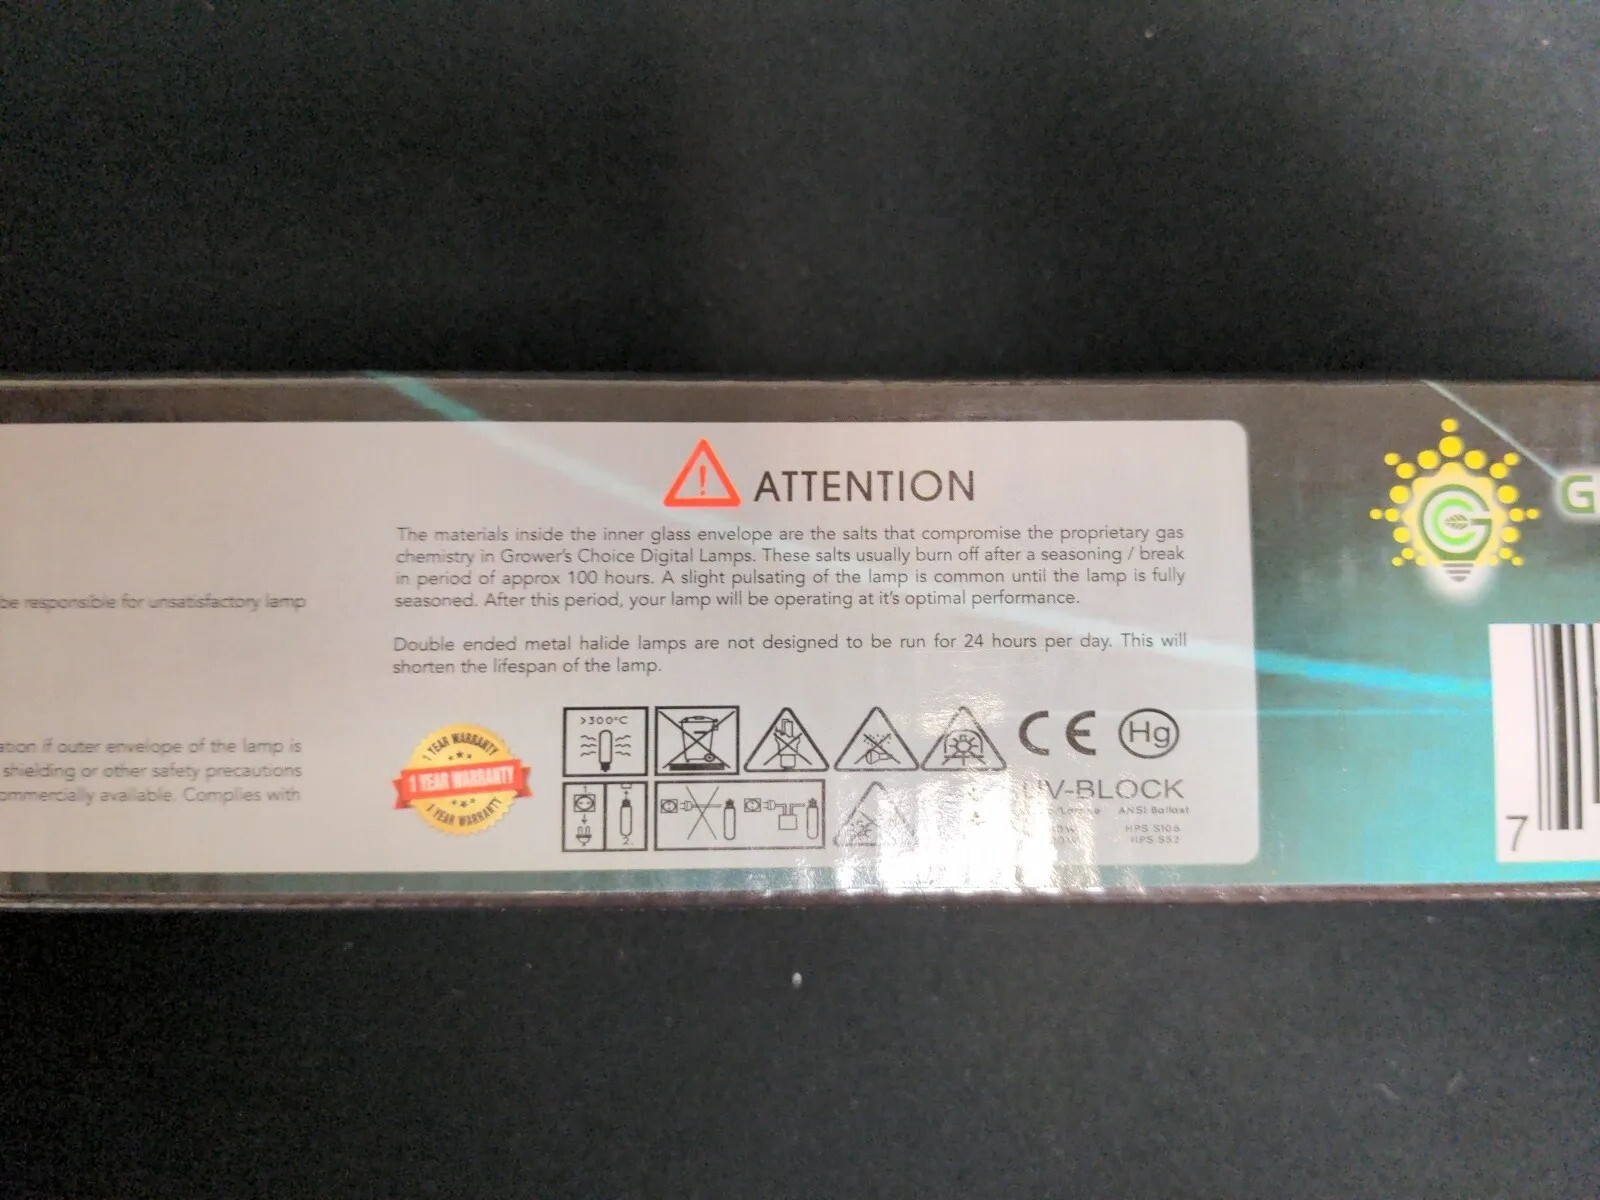 ATTENTION
The materials inside the inner glass envelope are the salts that compromise the proprietary gas
chemistry in Grower's Choice Digital Lamps. These salts usually burn off after a seasoning / break
in period of approx 100 hours. A slight pulsating of the lamp is common until the lamp is fully
seasoned. After this period, your lamp will be operating at it's optimal performance.
Double ended metal halide lamps are not designed to be run for 24 hours per day. This will
shorten the lifespan of the lamp.
be responsible for unsatisfactory lamp
if outer envelope of the lamp is
shielding or other safety precautions
available. Complies with
1 YEAR WARRANTY
1 YEAR WARRANTY
1 YEAR WARRANTY
>300°C
CE Hg
UV-BLOCK
ANSI Ballast
HPS S106
HPS S52
2.
G
7